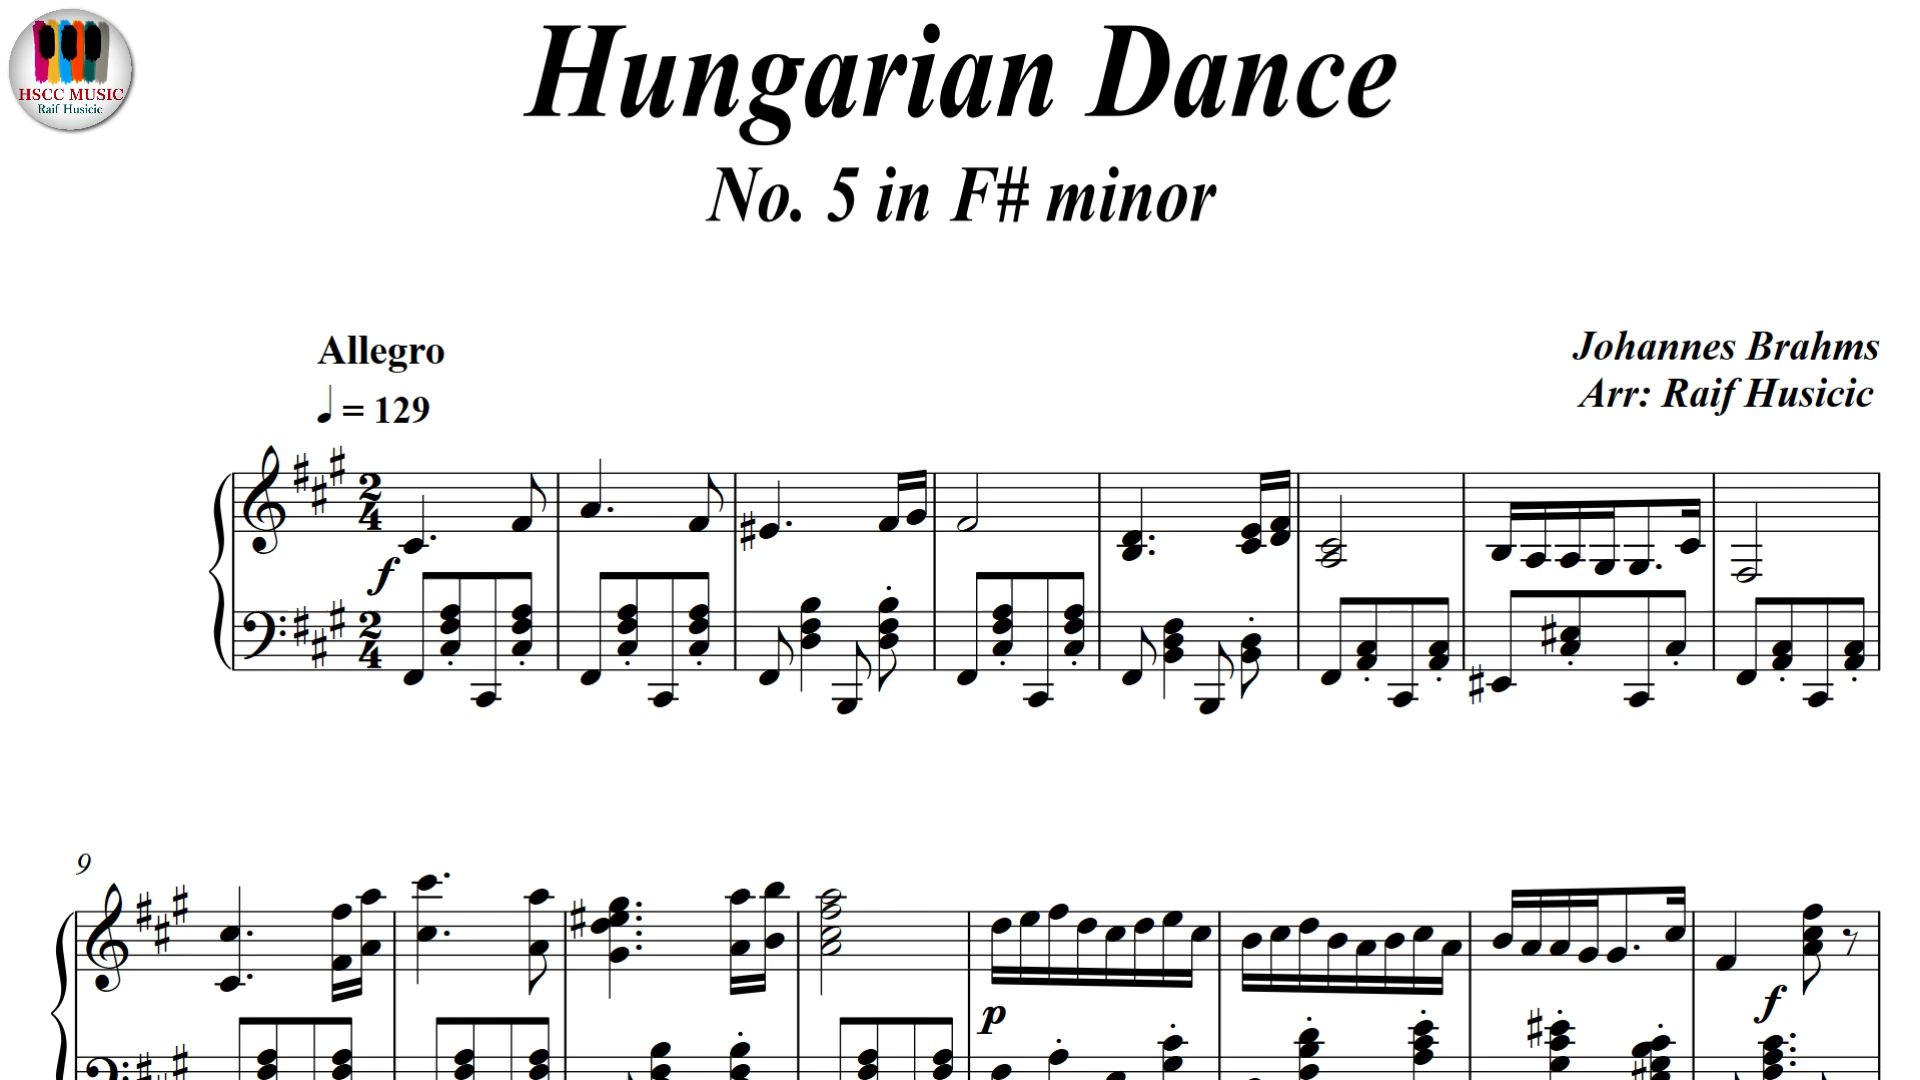 HSCC MUSIC
Raif Husicic
Hungarian Dance
No. 5 in F# minor
Allegro
♩ = 129
Johannes Brahms
Arr: Raif Husicic
2
4
f
2
4
9
p
f